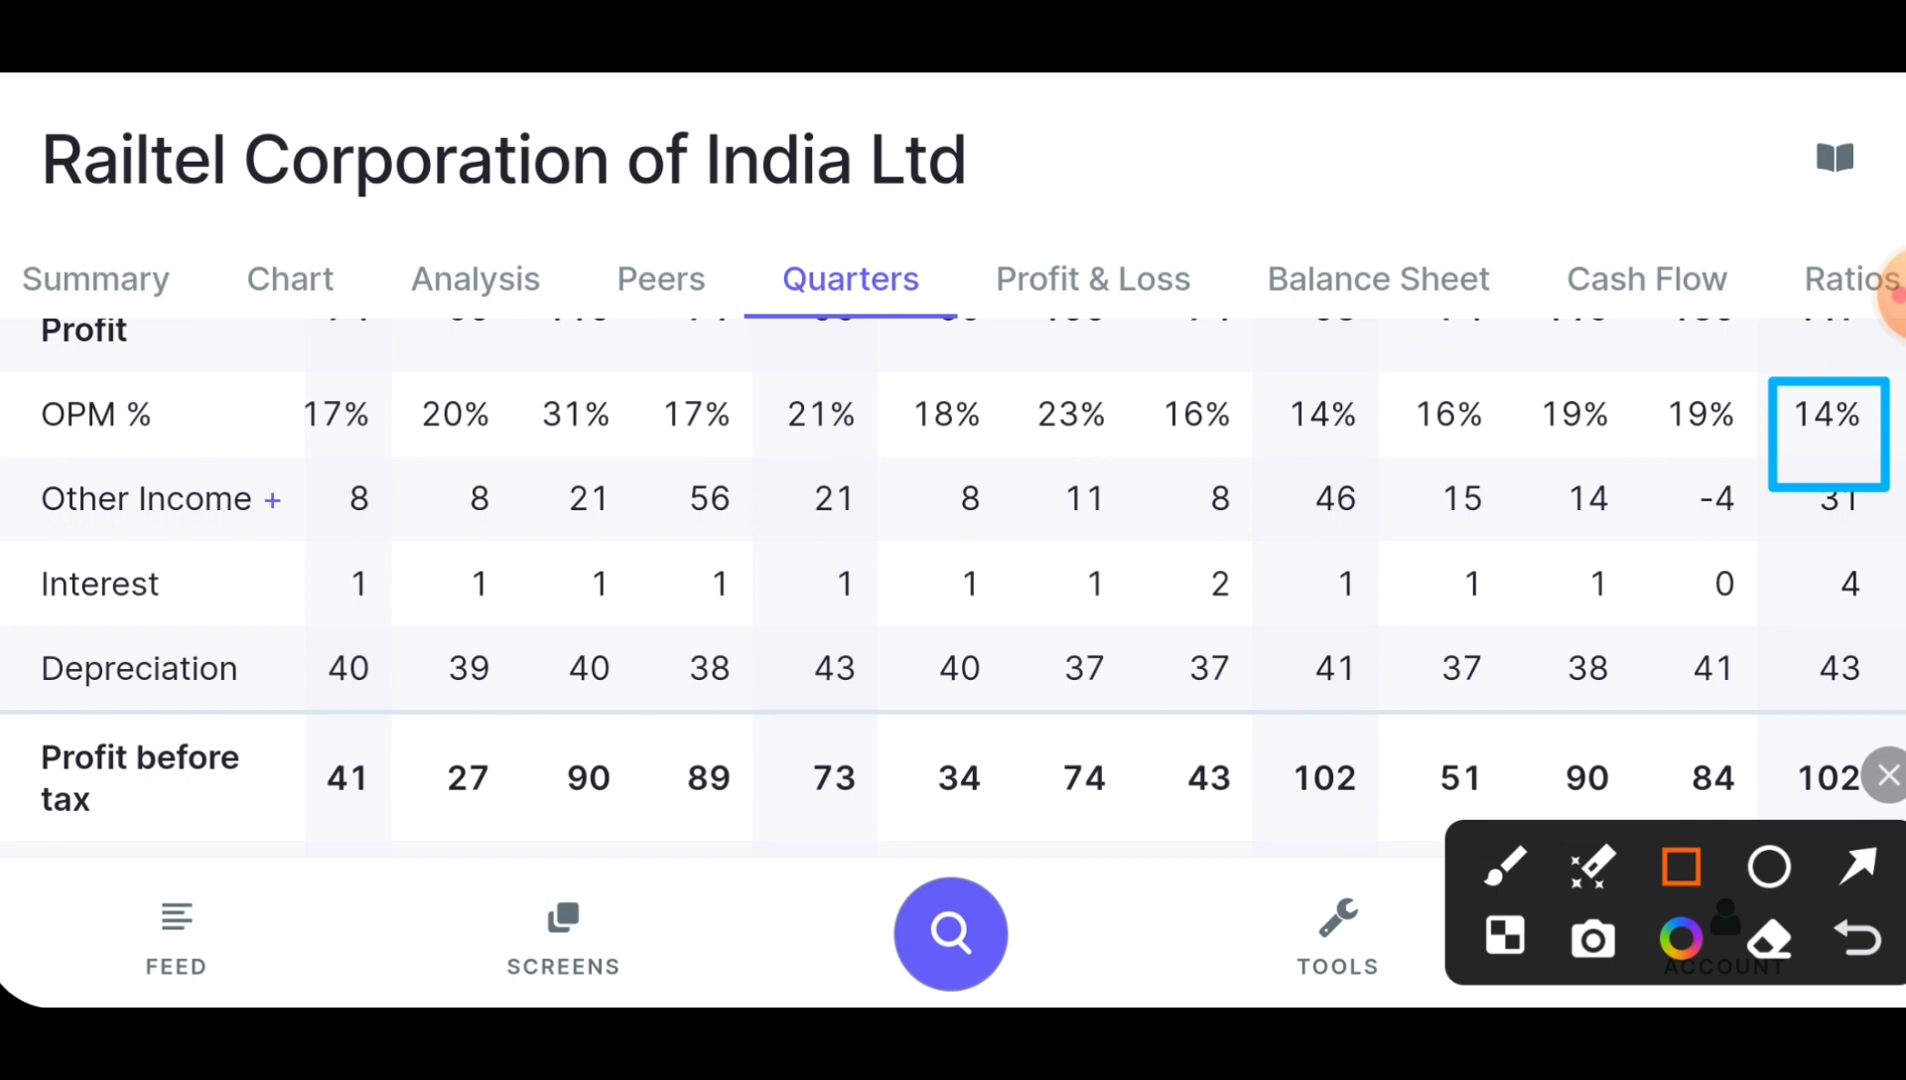 Railtel Corporation of India Ltd
Summary Chart Analysis Peers Quarters Profit & Loss Balance Sheet Cash Flow Ratios
Profit
OPM % 17% 20% 31% 17% 21% 18% 23% 16% 14% 16% 19% 19% 14%
Other Income + 8 8 21 56 21 8 11 8 46 15 14 -4 31
Interest 1 1 1 1 1 1 1 2 1 1 1 0 4
Depreciation 40 39 40 38 43 40 37 37 41 37 38 41 43
Profit before
tax 41 27 90 89 73 34 74 43 102 51 90 84 102
FEED SCREENS TOOLS ACCOUNT